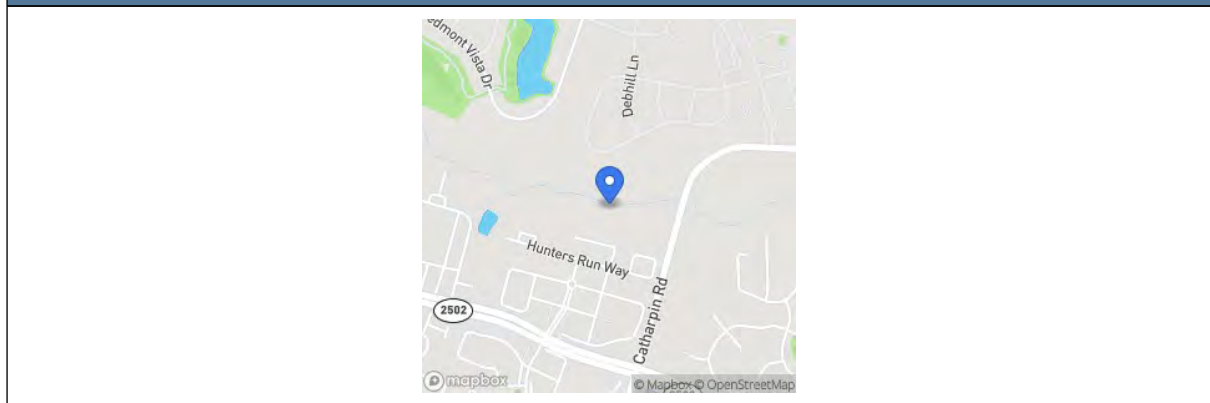 edmont Vista Dr
Debhill Ln
Hunters Run Way
2502
Catharpin Rd
mapbox
© Mapbox © OpenStreetMap